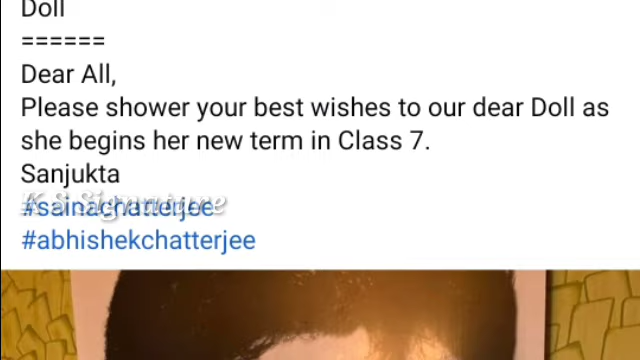 Doll
======
Dear All,
Please shower your best wishes to our dear Doll as
she begins her new term in Class 7.
Sanjukta
K S Signature
#sainachatterjee
#abhishekchatterjee